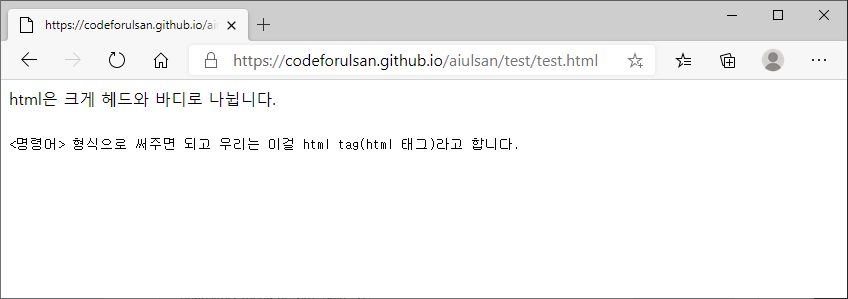 https://codeforulsan.github.io/aiu
https://codeforulsan.github.io/aiulsan/test/test.html
html은 크게 헤드와 바디로 나뉩니다.
<명령어> 형식으로 써주면 되고 우리는 이걸 html tag(html 태그)라고 합니다.